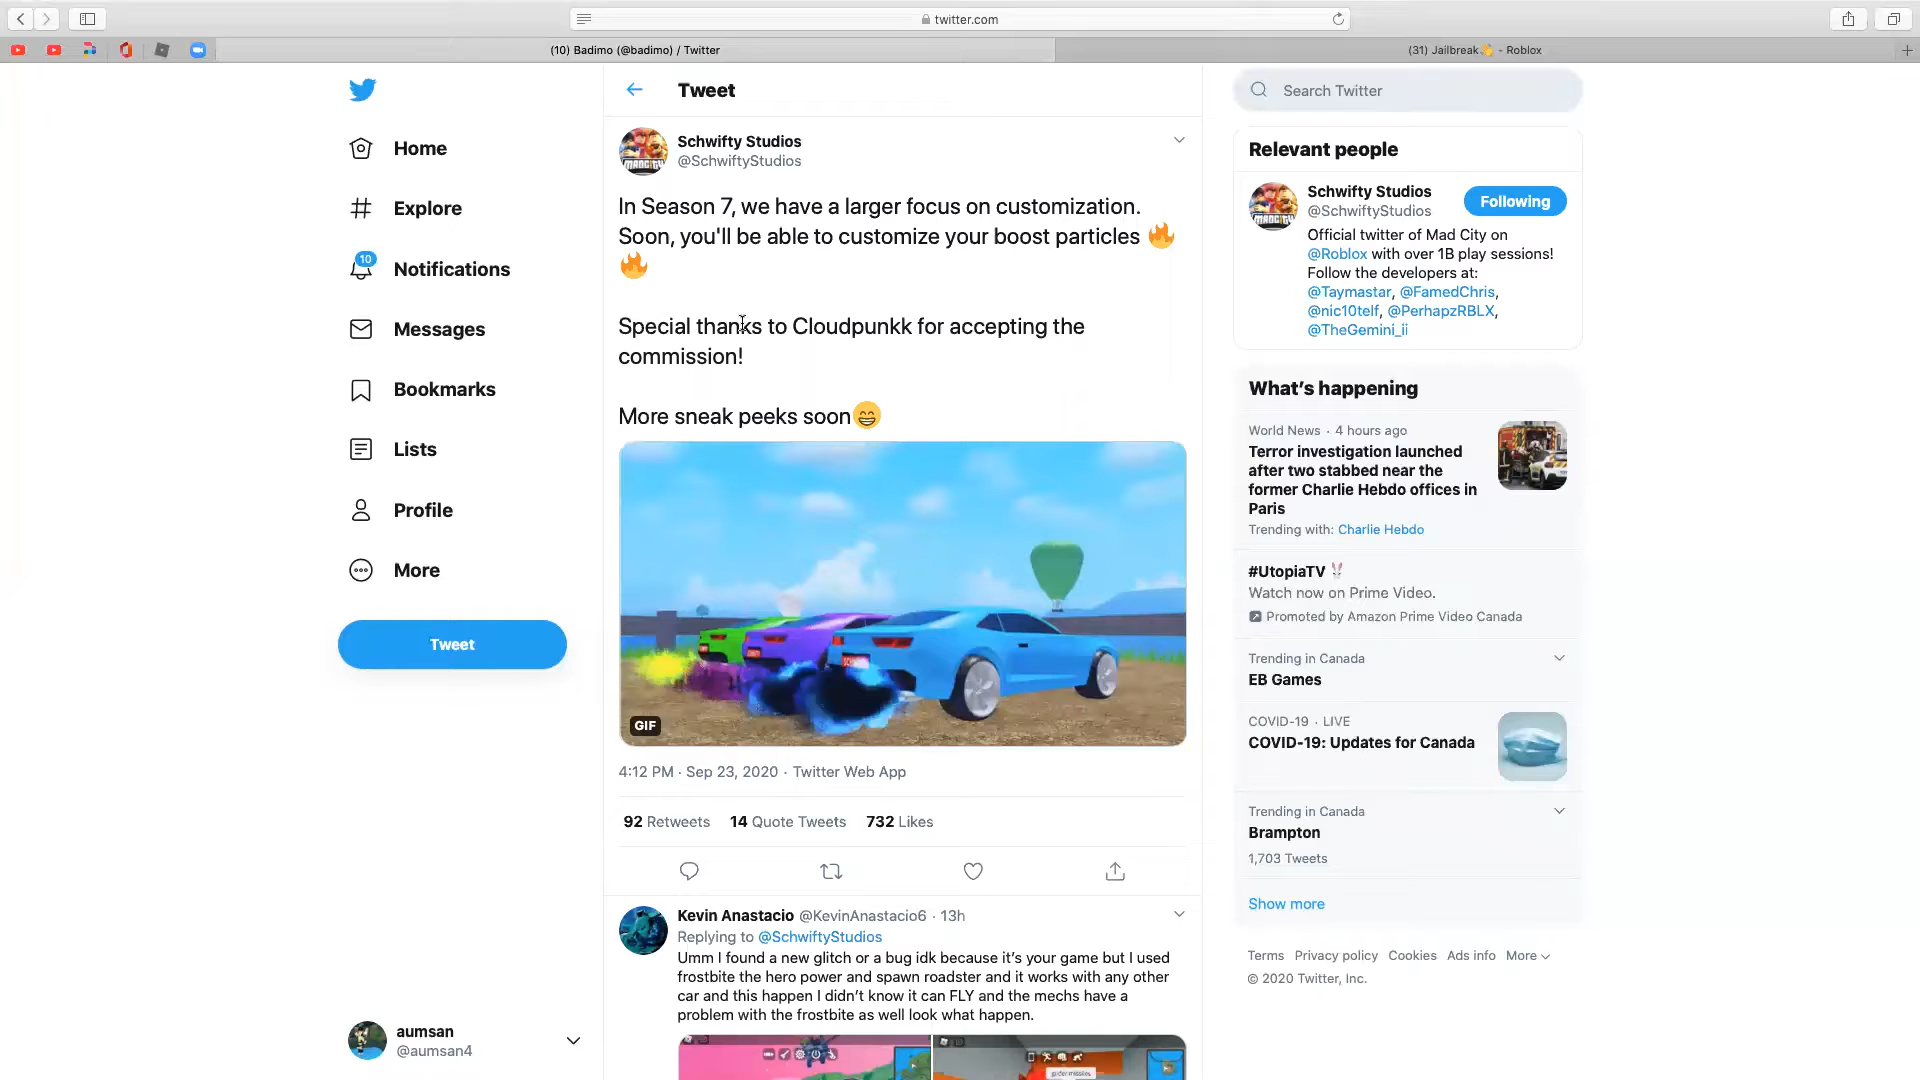 twitter.com
(10) Badimo (@badimo) / Twitter
(31) Jailbreak👏 - Roblox
Home
Explore
10
Notifications
Messages
Bookmarks
Lists
Profile
More
Tweet
aumsan
@aumsan4
Tweet
Schwifty Studios
@SchwiftyStudios
In Season 7, we have a larger focus on customization.
Soon, you'll be able to customize your boost particles 🔥
🔥
Special thanks to Cloudpunkk for accepting the
commission!
More sneak peeks soon😁
GIF
4:12 PM · Sep 23, 2020 · Twitter Web App
92 Retweets 14 Quote Tweets 732 Likes
Kevin Anastacio @KevinAnastacio6 · 13h
Replying to @SchwiftyStudios
Umm I found a new glitch or a bug idk because it’s your game but I used
frostbite the hero power and spawn roadster and it works with any other
car and this happen I didn’t know it can FLY and the mechs have a
problem with the frostbite as well look what happen.
Search Twitter
Relevant people
Schwifty Studios
@SchwiftyStudios
Following
Official twitter of Mad City on
@Roblox with over 1B play sessions!
Follow the developers at:
@Taymastar, @FamedChris,
@nic10telf, @PerhapzRBLX,
@TheGemini_ii
What’s happening
World News · 4 hours ago
Terror investigation launched
after two stabbed near the
former Charlie Hebdo offices in
Paris
Trending with: Charlie Hebdo
#UtopiaTV
Watch now on Prime Video.
Promoted by Amazon Prime Video Canada
Trending in Canada
EB Games
COVID-19 · LIVE
COVID-19: Updates for Canada
Trending in Canada
Brampton
1,703 Tweets
Show more
Terms Privacy policy Cookies Ads info More
© 2020 Twitter, Inc.